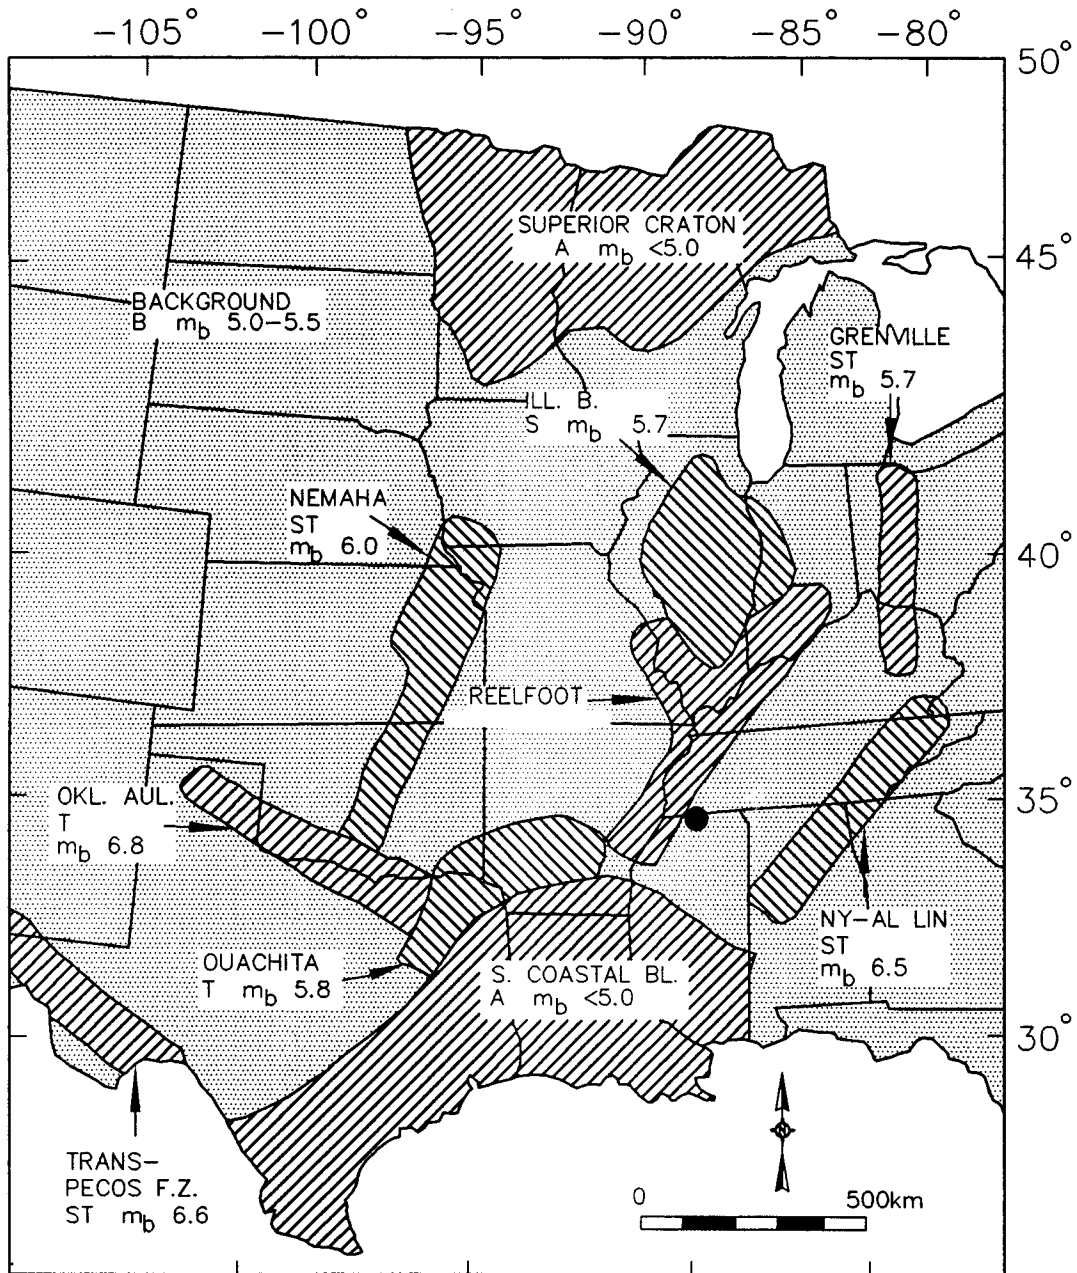 −105° −100° −95° −90° −85° −80°
50°
SUPERIOR CRATON
A m_b <5.0
45°
BACKGROUND
B m_b 5.0−5.5
GRENVILLE
ST
m_b 5.7
ILL. B.
S m_b 5.7
NEMAHA
ST
m_b 6.0
40°
REELFOOT
OKL. AUL.
T
m_b 6.8
35°
NY−AL LIN
ST
m_b 6.5
OUACHITA
T m_b 5.8
S. COASTAL BL.
A m_b <5.0
30°
N
TRANS−
PECOS F.Z.
ST m_b 6.6
0 500km